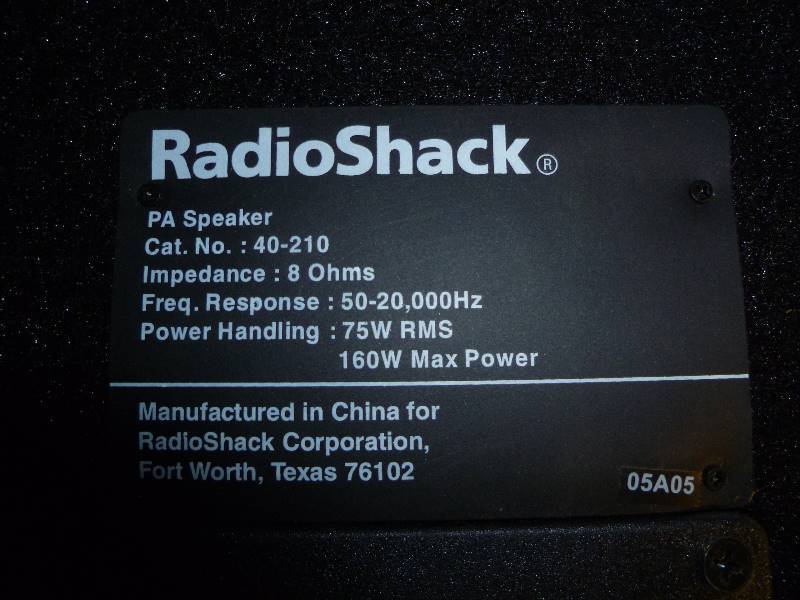 RadioShack®
PA Speaker
Cat. No. : 40-210
Impedance : 8 Ohms
Freq. Response : 50-20,000Hz
Power Handling : 75W RMS
160W Max Power
Manufactured in China for
RadioShack Corporation,
Fort Worth, Texas 76102
05A05